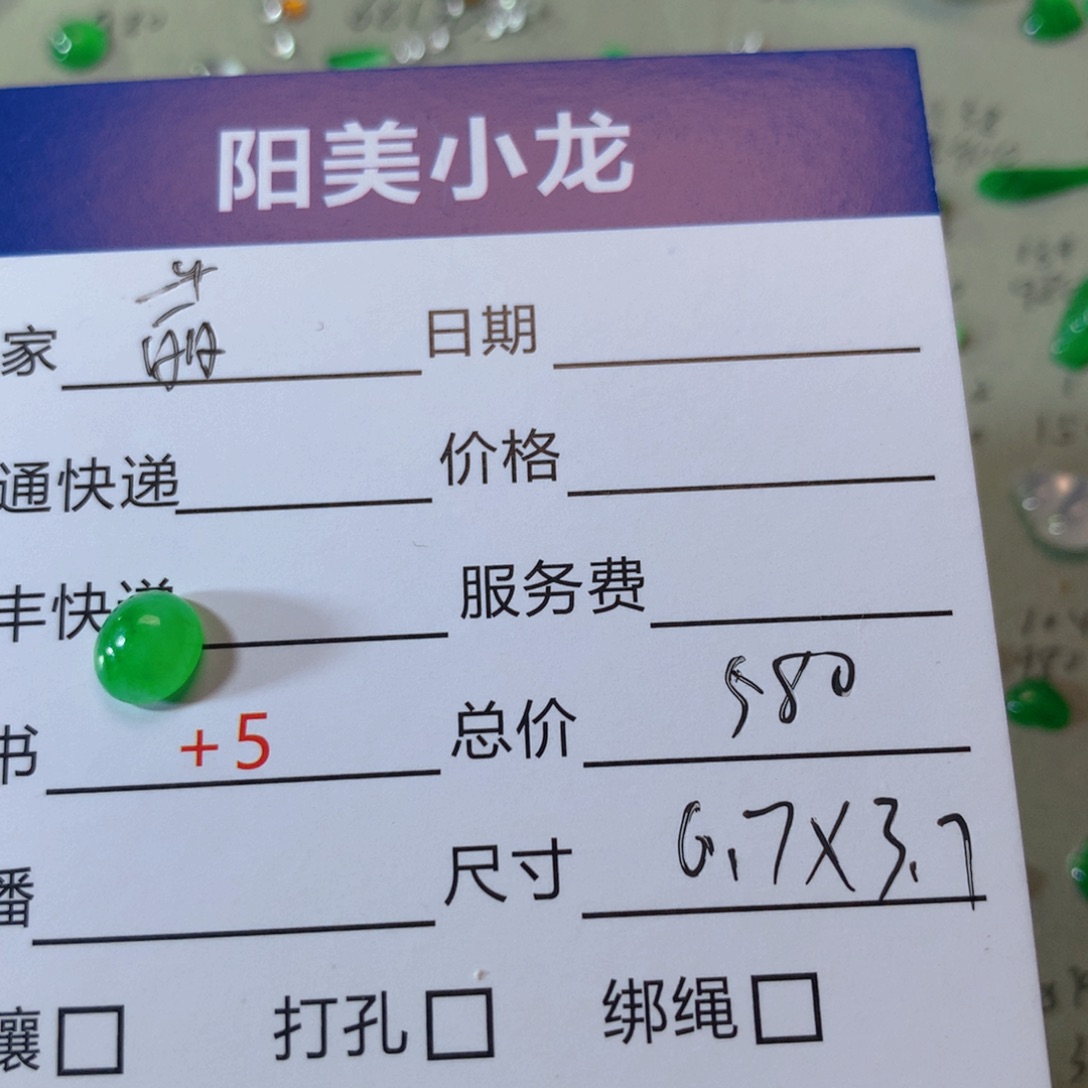 阳美小龙
家 日期
通快递 价格
丰快递 服务费
书 +5 总价 580
播 尺寸 6.7X3.7
镶 打孔 绑绳